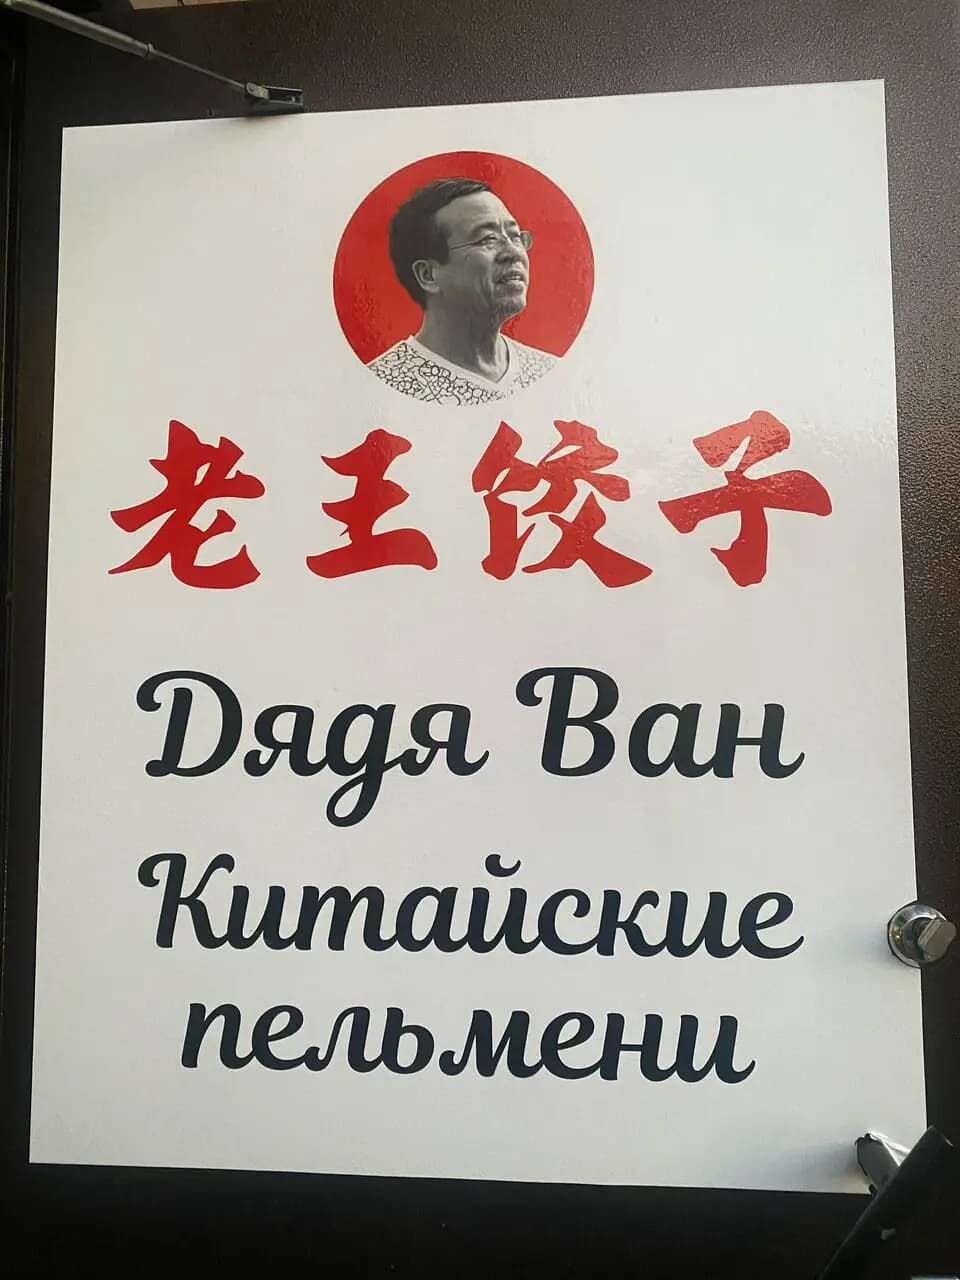 老王饺子
Дядя Ван
Китайские
пельмени